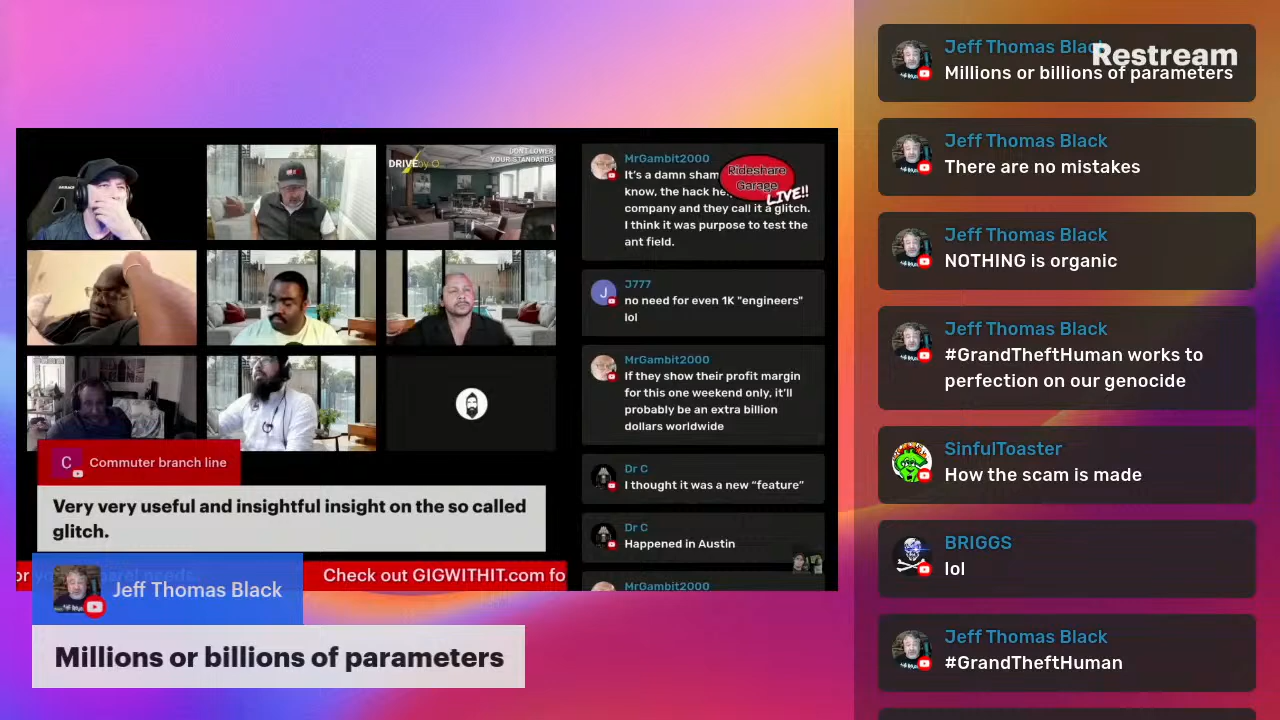 DRIVE by O.
DON'T LOWER
YOUR STANDARDS
MrGambit2000
It's a damn sham
know, the hack he
company and they call it a glitch.
I think it was purpose to test the
ant field.
Rideshare
Garage
LIVE!!
J
J777
no need for even 1K "engineers"
lol
MrGambit2000
If they show their profit margin
for this one weekend only, it'll
probably be an extra billion
dollars worldwide
Dr C
I thought it was a new “feature”
Dr C
Happened in Austin
MrGambit2000
C
Commuter branch line
Very very useful and insightful insight on the so called
glitch.
Check out GIGWITHIT.com fo
Jeff Thomas Black
Millions or billions of parameters
Restream
Jeff Thomas Black
Millions or billions of parameters
Jeff Thomas Black
There are no mistakes
Jeff Thomas Black
NOTHING is organic
Jeff Thomas Black
#GrandTheftHuman works to
perfection on our genocide
SinfulToaster
How the scam is made
BRIGGS
lol
Jeff Thomas Black
#GrandTheftHuman